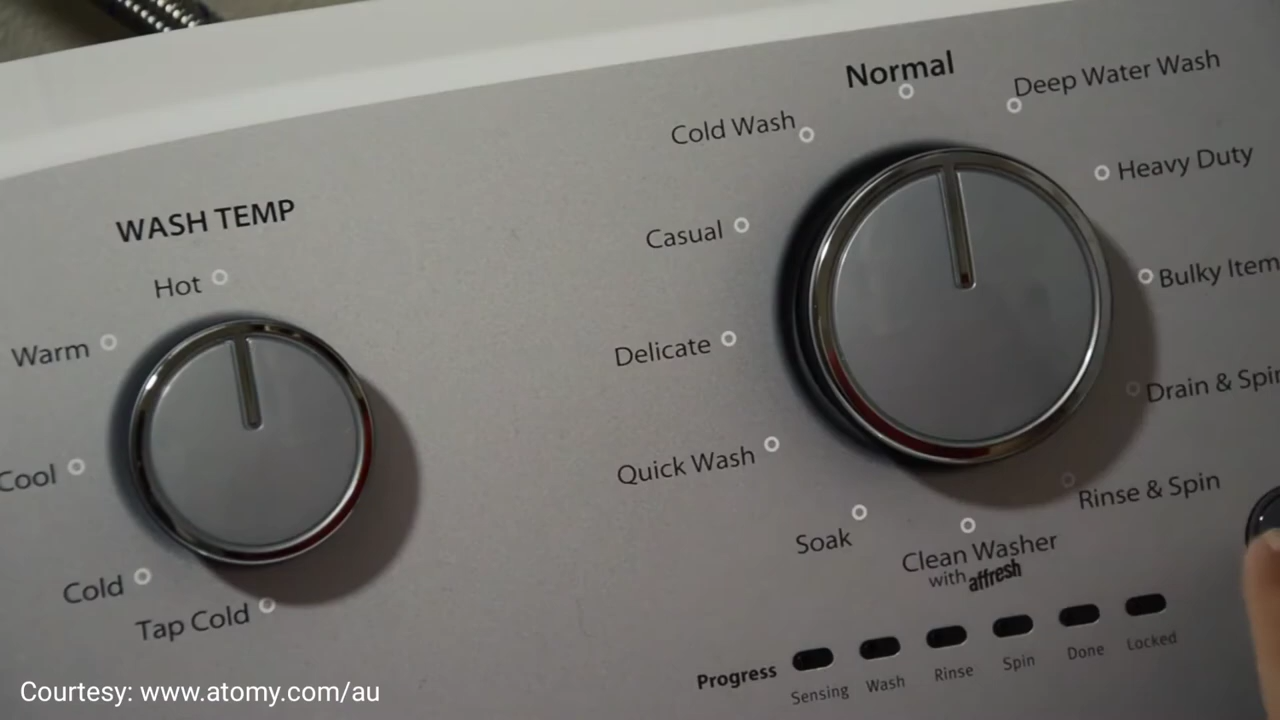 Normal
Deep Water Wash
Cold Wash
Heavy Duty
WASH TEMP
Casual
Hot
Bulky Item
Warm
Delicate
Drain & Spin
Cool
Quick Wash
Rinse & Spin
Soak
Clean Washer
with affresh
Cold
Tap Cold
Progress
Sensing
Wash
Rinse
Spin
Done
Locked
Courtesy: www.atomy.com/au